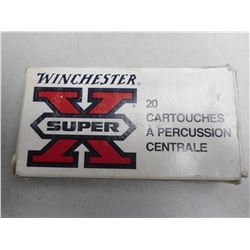 WINCHESTER
X
SUPER
20
CARTOUCHES
À PERCUSSION
CENTRALE